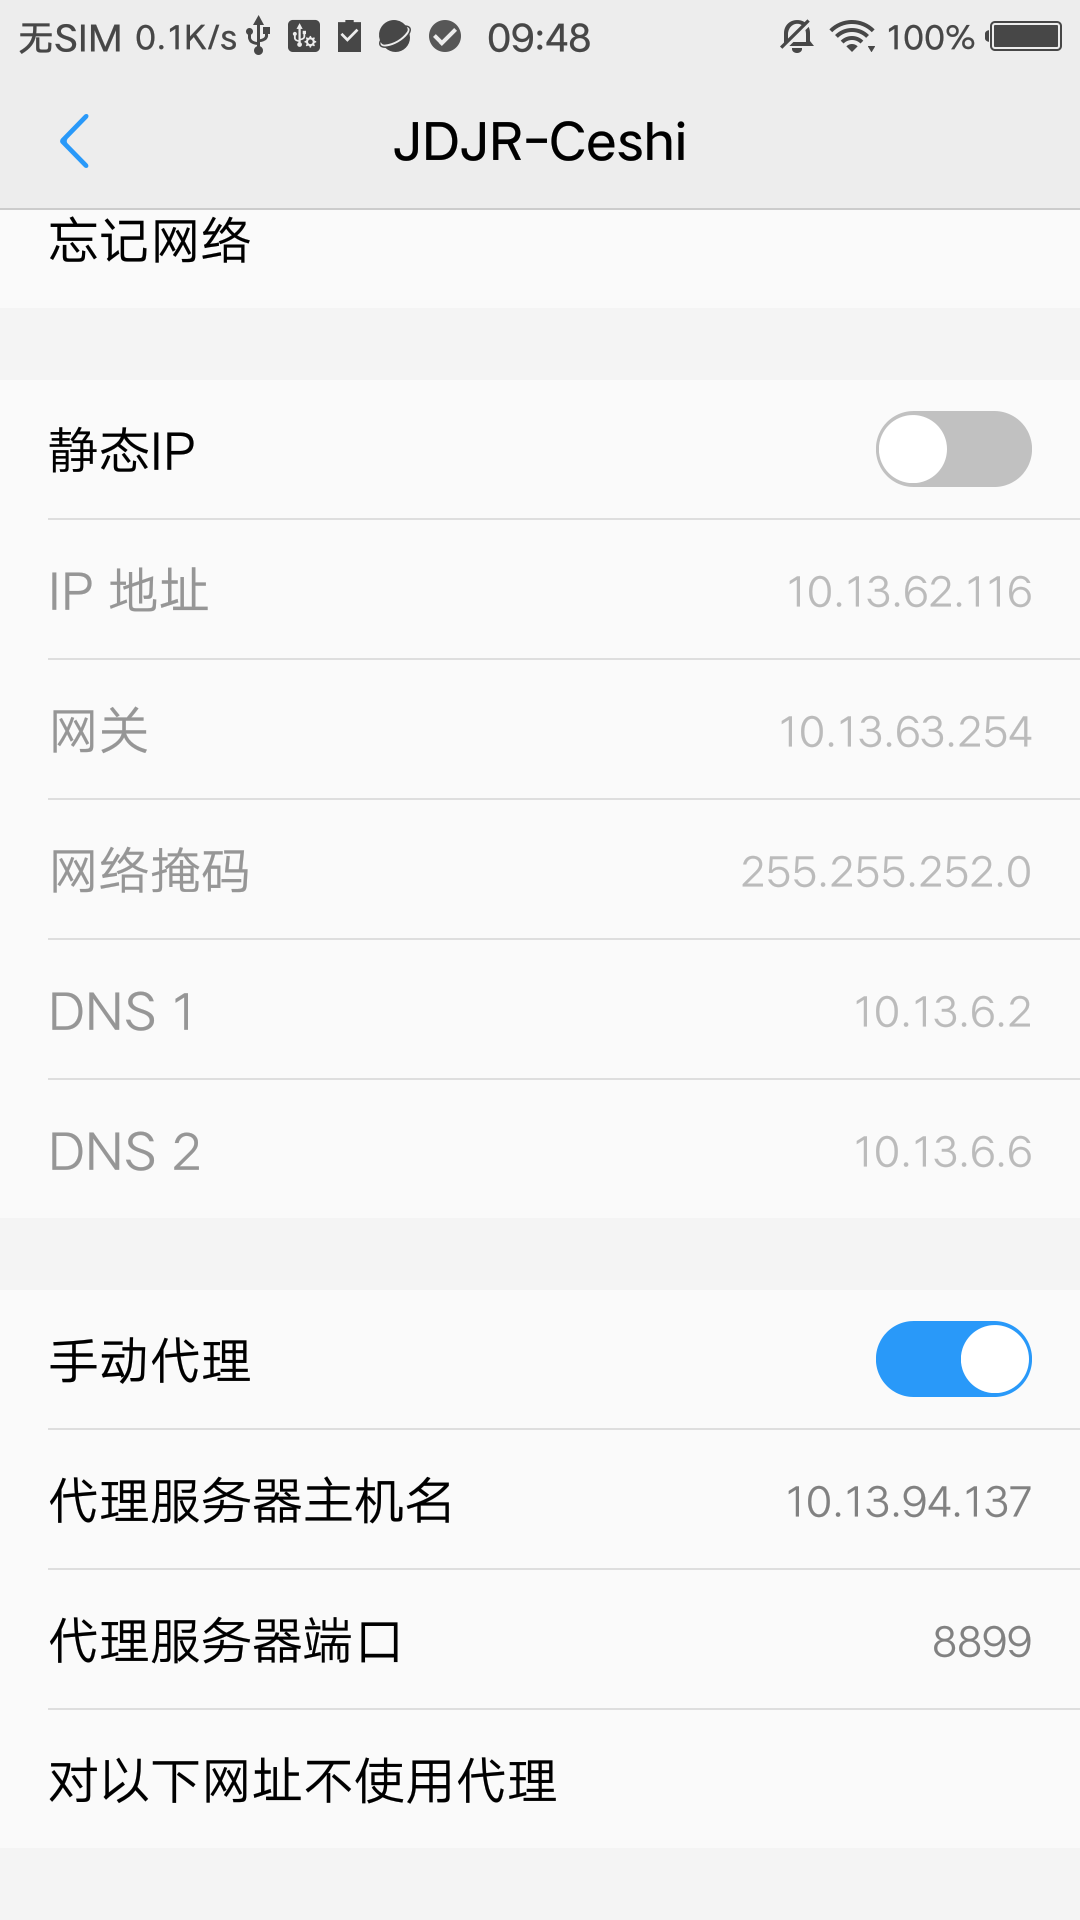 无SIM 0.1K/s 09:48 100%
JDJR-Ceshi
忘记网络
静态IP
IP 地址 10.13.62.116
网关 10.13.63.254
网络掩码 255.255.252.0
DNS 1 10.13.6.2
DNS 2 10.13.6.6
手动代理
代理服务器主机名 10.13.94.137
代理服务器端口 8899
对以下网址不使用代理